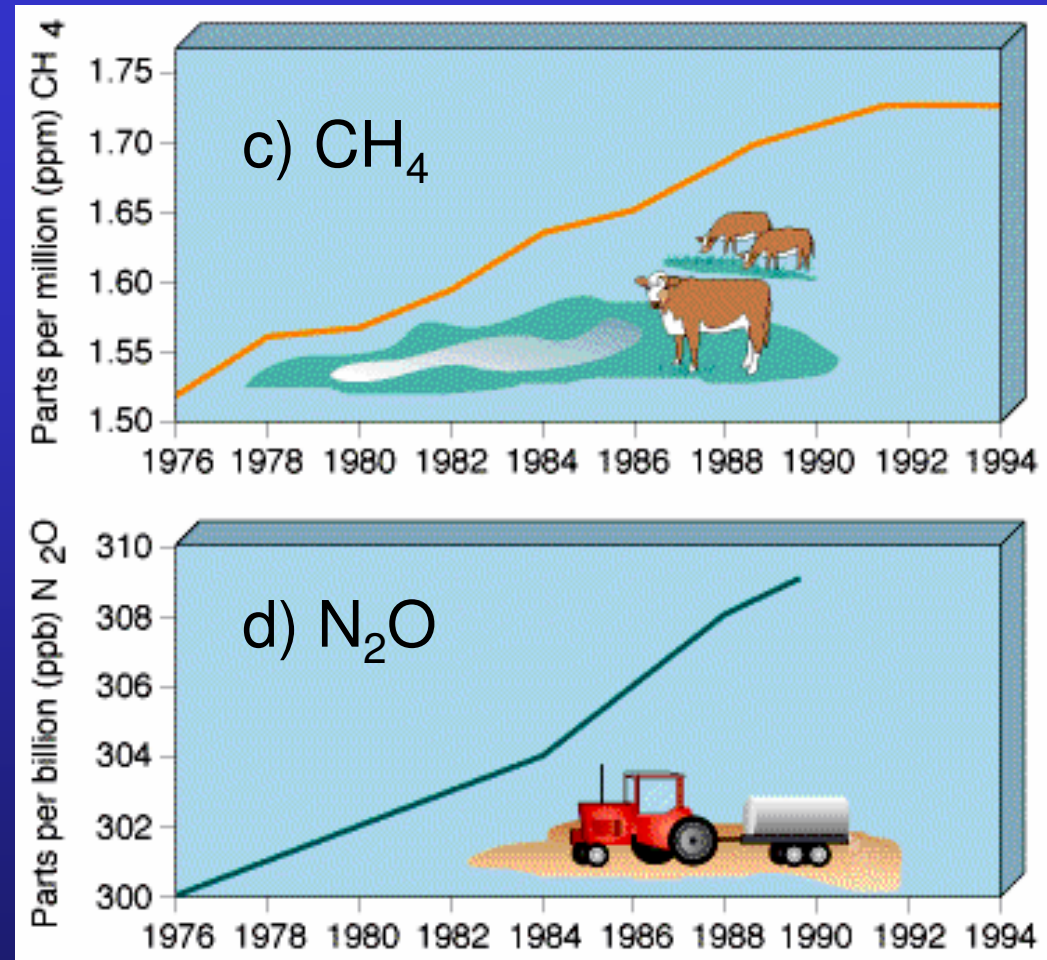 Parts per million (ppm) CH 4
1.75
1.70
1.65
1.60
1.55
1.50
c) CH₄
1976 1978 1980 1982 1984 1986 1988 1990 1992 1994
Parts per billion (ppb) N 2O
310
308
306
304
302
300
d) N₂O
1976 1978 1980 1982 1984 1986 1988 1990 1992 1994